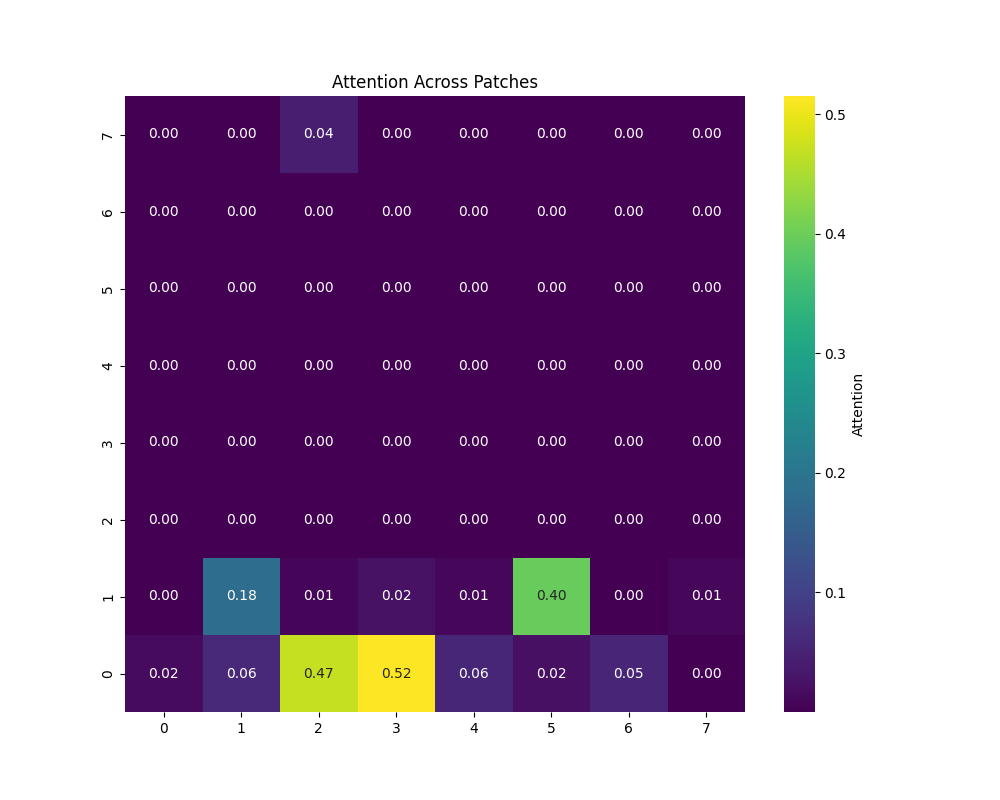 Attention Across Patches
7 0.00 0.00 0.04 0.00 0.00 0.00 0.00 0.00
6 0.00 0.00 0.00 0.00 0.00 0.00 0.00 0.00
5 0.00 0.00 0.00 0.00 0.00 0.00 0.00 0.00
4 0.00 0.00 0.00 0.00 0.00 0.00 0.00 0.00
3 0.00 0.00 0.00 0.00 0.00 0.00 0.00 0.00
2 0.00 0.00 0.00 0.00 0.00 0.00 0.00 0.00
1 0.00 0.18 0.01 0.02 0.01 0.40 0.00 0.01
0 0.02 0.06 0.47 0.52 0.06 0.02 0.05 0.00
0 1 2 3 4 5 6 7
0.5
0.4
0.3
0.2
0.1
Attention